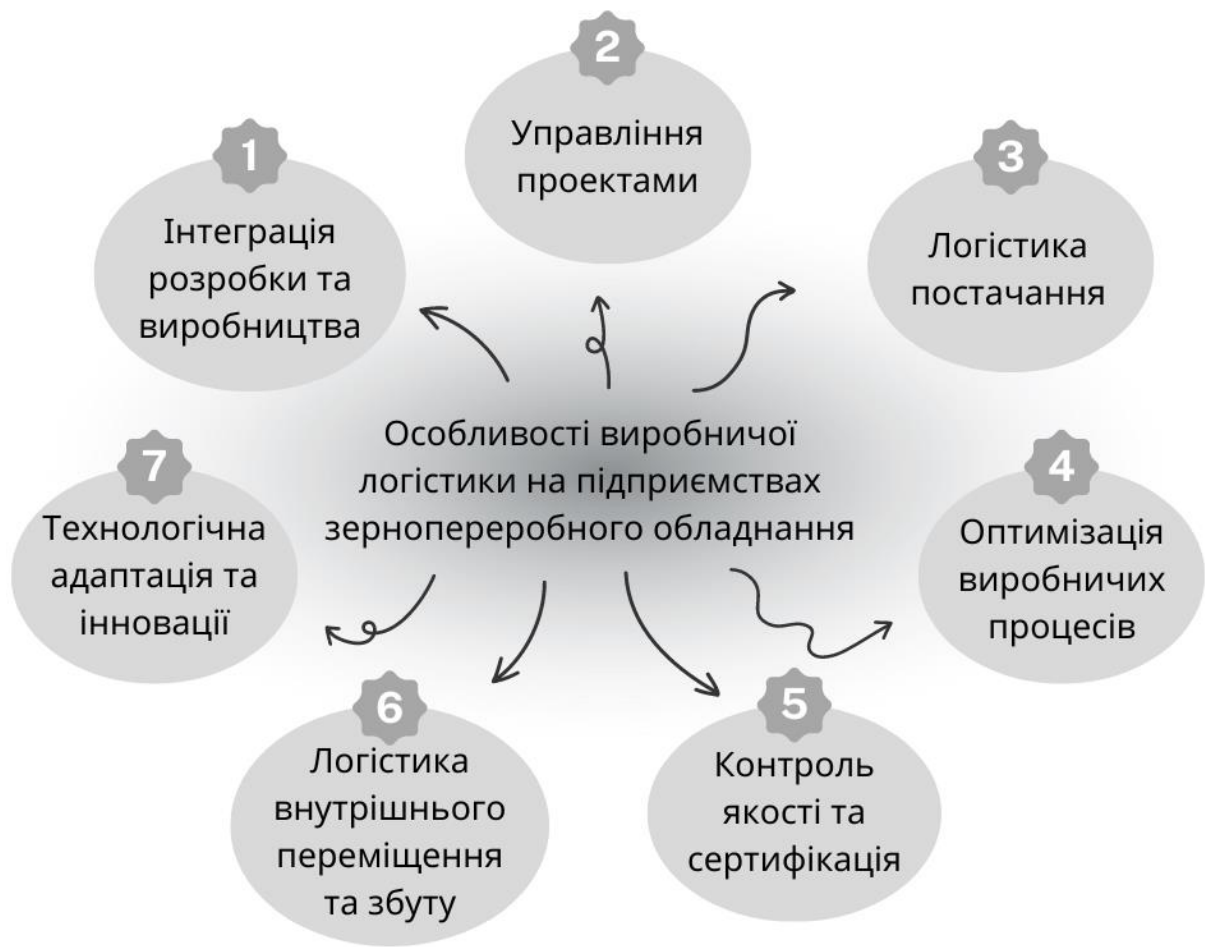 1
Інтеграція
розробки та
виробництва
2
Управління
проектами
3
Логістика
постачання
Особливості виробничої
логістики на підприємствах
зернопереробного обладнання
4
Оптимізація
виробничих
процесів
5
Контроль
якості та
сертифікація
6
Логістика
внутрішнього
переміщення
та збуту
7
Технологічна
адаптація та
інновації